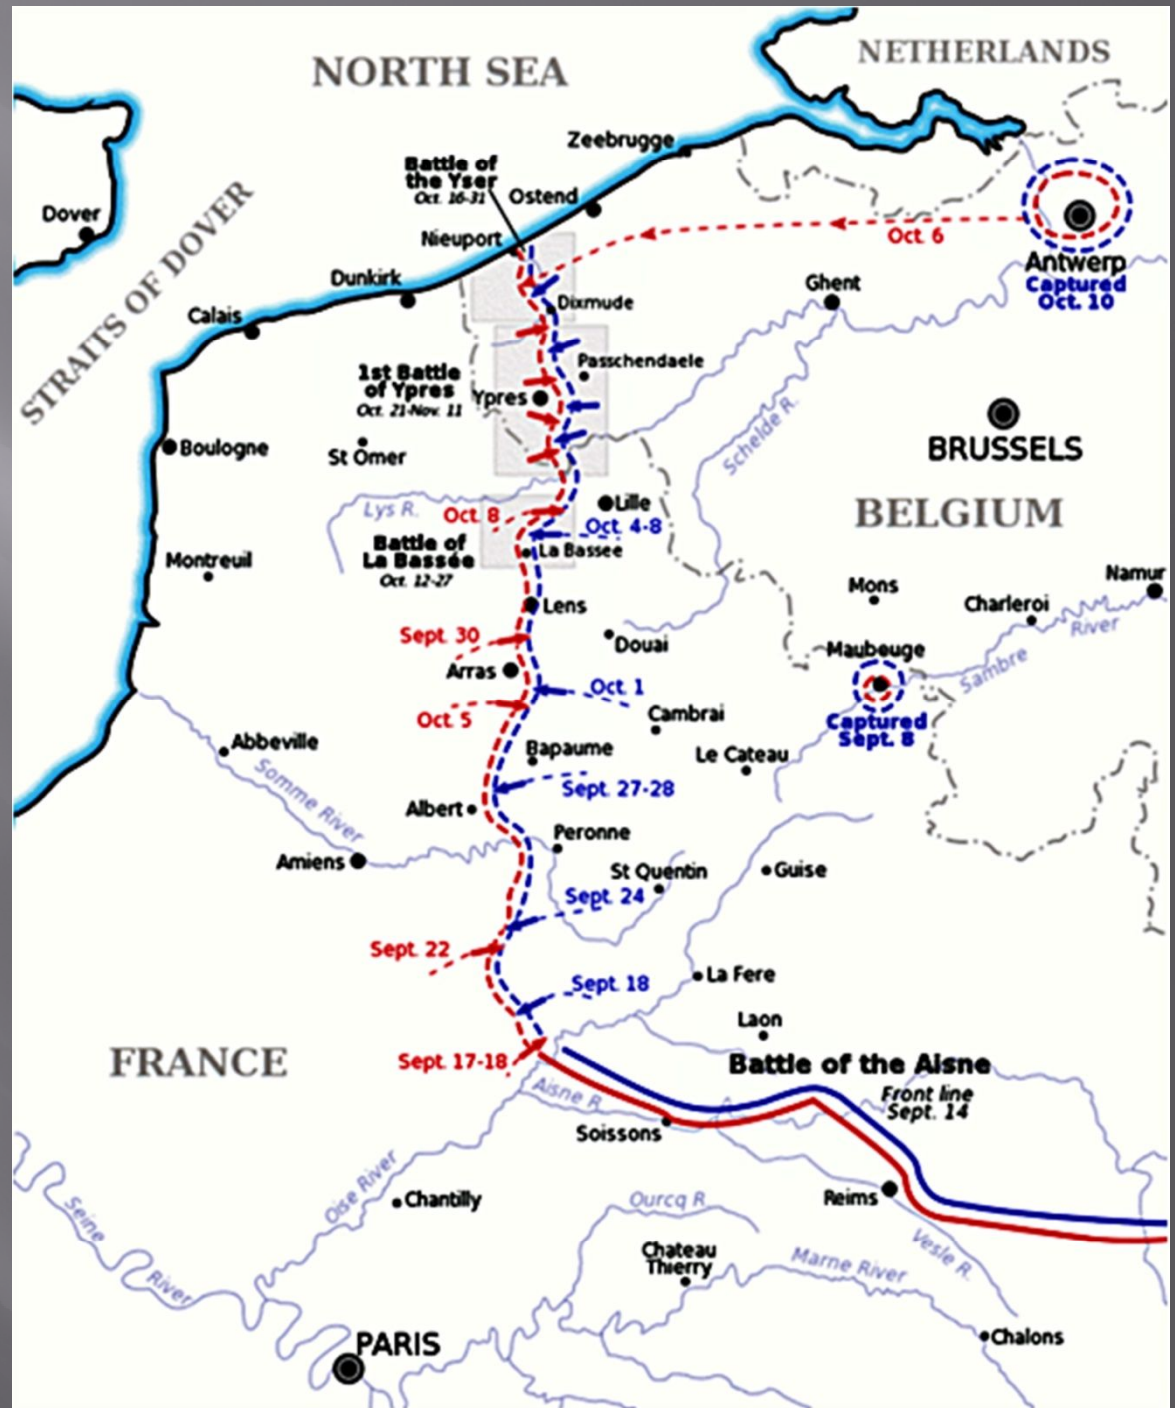 NORTH SEA
NETHERLANDS
Zeebrugge
Battle of
the Yser
Oct. 16-31
Ostend
Dover
STRAITS OF DOVER
Nieuport
Oct. 6
Antwerp
Captured
Oct. 10
Dunkirk
Ghent
Calais
Dixmude
1st Battle
of Ypres
Oct. 21-Nov. 11
Passchendaele
Ypres
BRUSSELS
Boulogne
St Omer
Schelde R.
BELGIUM
Lys R.
Oct. 8
Lille
Oct. 4-8
Battle of
La Bassée
Oct. 12-27
La Bassee
Montreuil
Mons
Namur
Charleroi
River
Sambre
Lens
Sept. 30
Douai
Maubeuge
Captured
Sept. 8
Arras
Oct. 1
Oct. 5
Cambrai
Abbeville
Bapaume
Le Cateau
Somme River
Sept. 27-28
Albert
Peronne
Amiens
St Quentin
Guise
Sept. 24
Sept. 22
La Fere
Sept. 18
Laon
FRANCE
Sept. 17-18
Battle of the Aisne
Front line
Sept. 14
Aisne R.
Soissons
Oise River
Chantilly
Ourcq R.
Reims
Seine
River
Chateau
Thierry
Marne River
Vesle R.
Chalons
PARIS